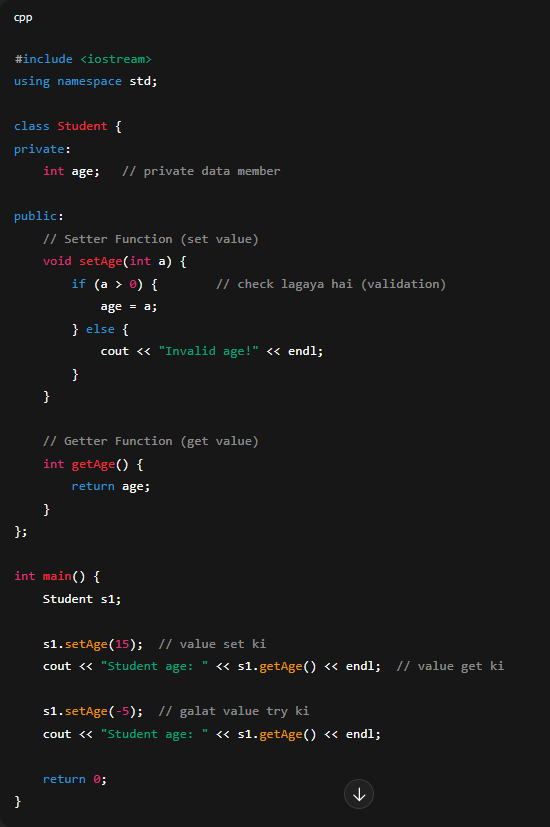 cpp
#include <iostream>
using namespace std;
class Student {
private:
    int age;   // private data member
public:
    // Setter Function (set value)
    void setAge(int a) {
        if (a > 0) {        // check lagaya hai (validation)
            age = a;
        } else {
            cout << "Invalid age!" << endl;
        }
    }
    // Getter Function (get value)
    int getAge() {
        return age;
    }
};
int main() {
    Student s1;
    s1.setAge(15);  // value set ki
    cout << "Student age: " << s1.getAge() << endl;  // value get ki
    s1.setAge(-5);  // galat value try ki
    cout << "Student age: " << s1.getAge() << endl;
    return 0;
}